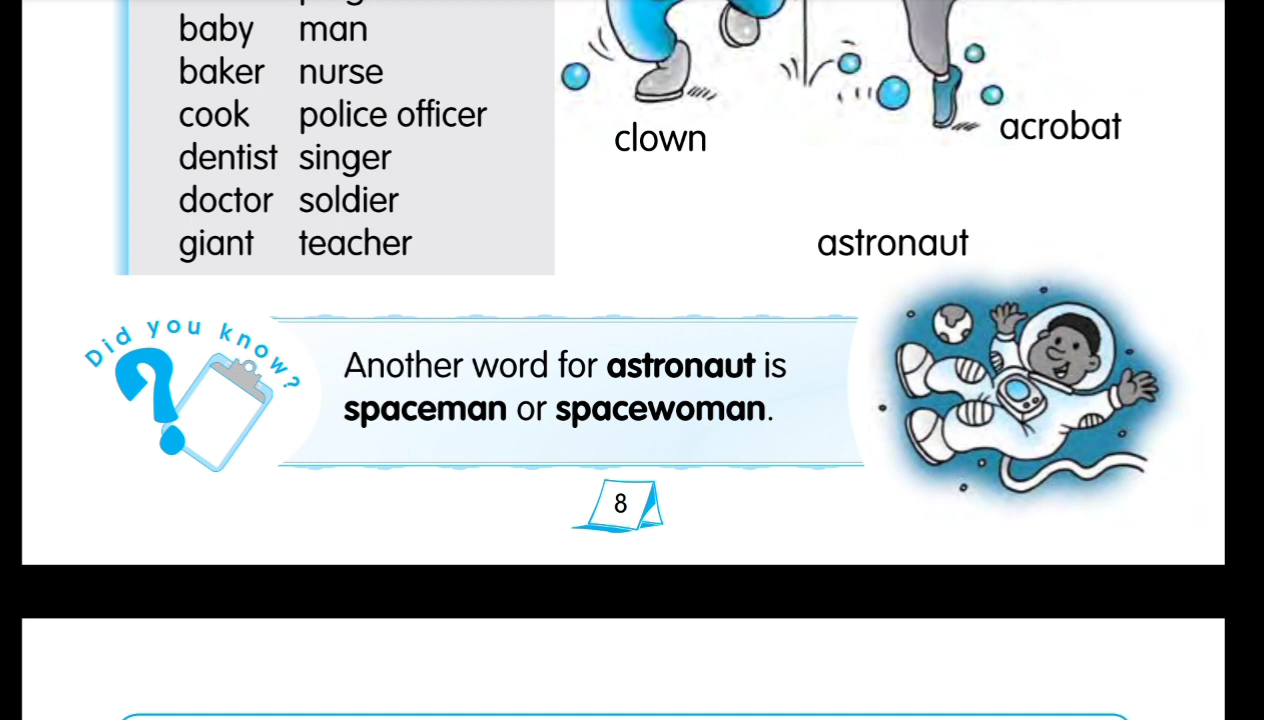 baby man
baker nurse
cook police officer
dentist singer
doctor soldier
giant teacher
clown
acrobat
astronaut
Did you know?
Another word for astronaut is
spaceman or spacewoman.
8